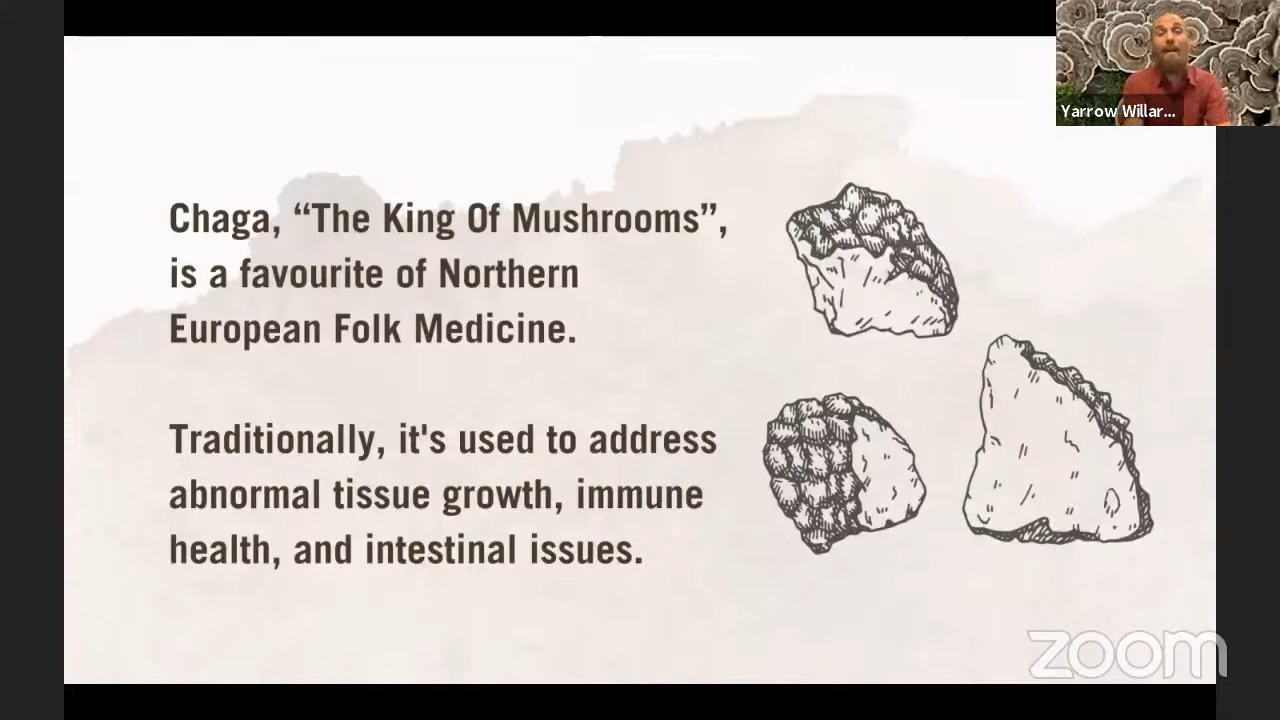 Yarrow Willar...
Chaga, “The King Of Mushrooms”,
is a favourite of Northern
European Folk Medicine.
Traditionally, it's used to address
abnormal tissue growth, immune
health, and intestinal issues.
zoom